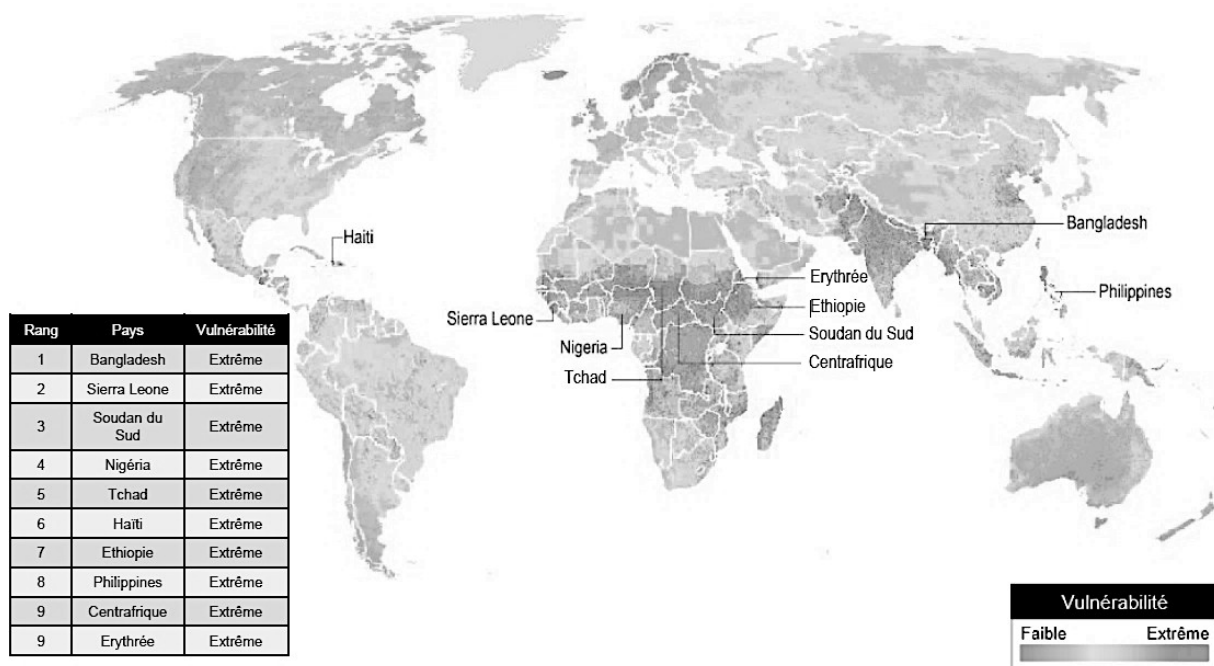 Haïti
Bangladesh
Erythrée
Philippines
Ethiopie
Sierra Leone
Soudan du Sud
Nigeria
Centrafrique
Tchad
Rang Pays Vulnérabilité
1 Bangladesh Extrême
2 Sierra Leone Extrême
3 Soudan du Sud Extrême
4 Nigéria Extrême
5 Tchad Extrême
6 Haïti Extrême
7 Ethiopie Extrême
8 Philippines Extrême
9 Centrafrique Extrême
9 Erythrée Extrême
Vulnérabilité
Faible Extrême